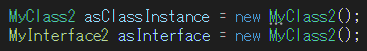 MyClass2 asClassInstance = new MyClass2();
MyInterface2 asInterface = new MyClass2();